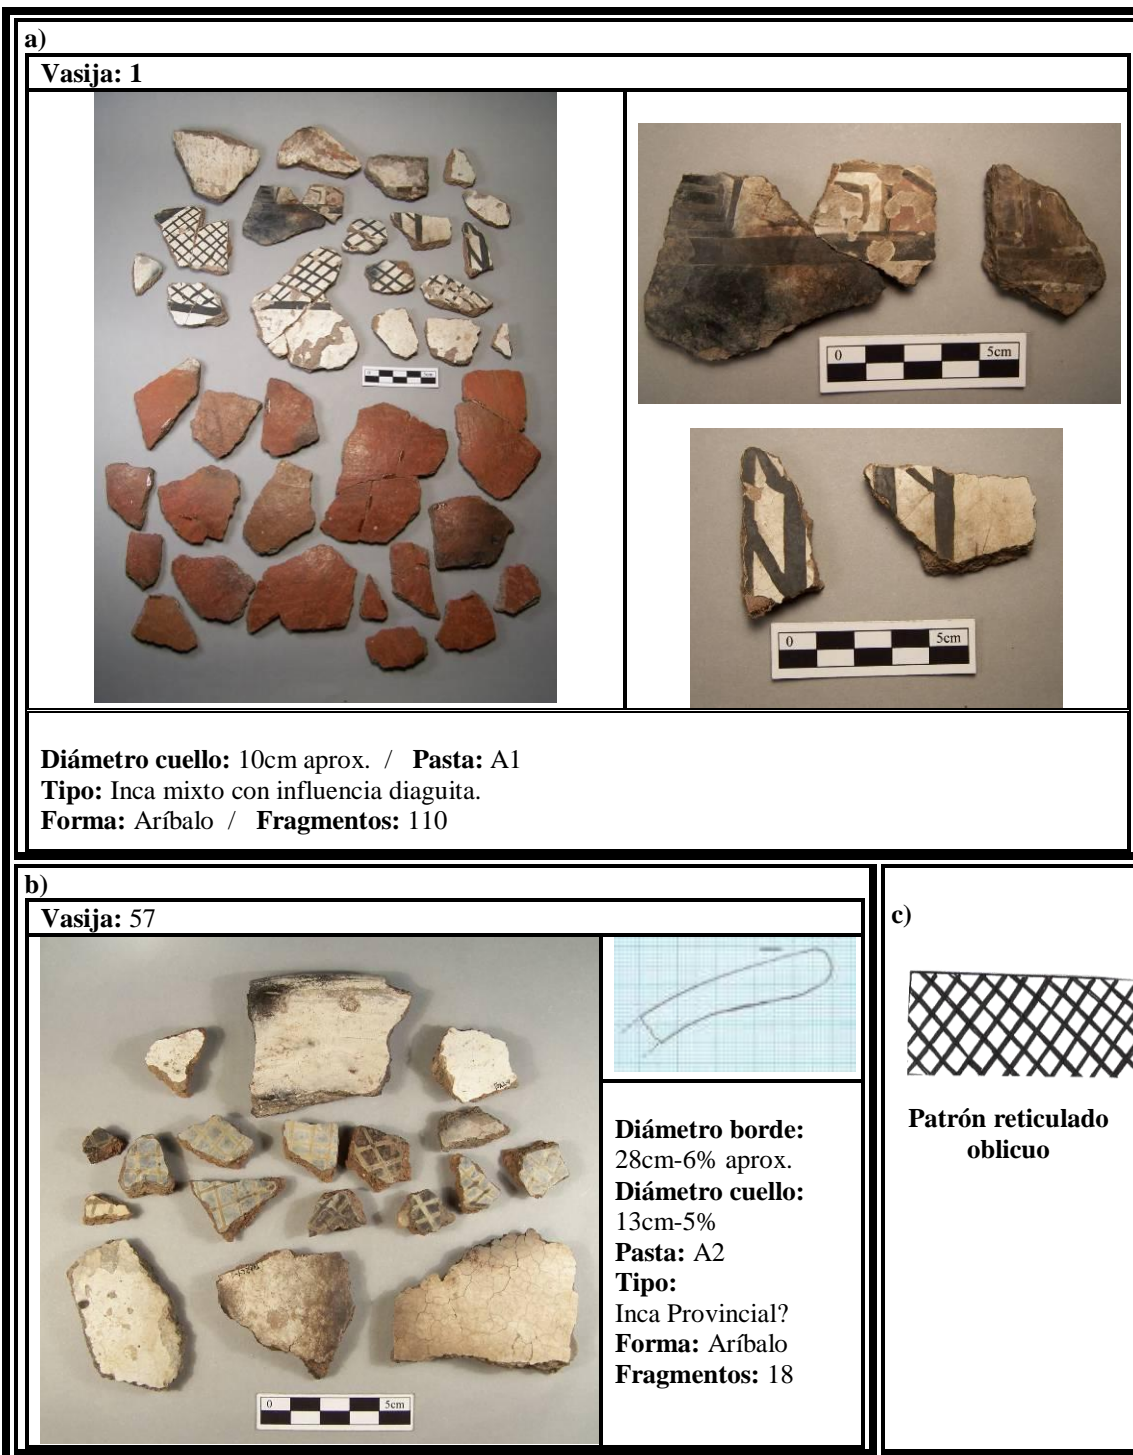 a)
Vasija: 1
0 5cm
0 5cm
0 5cm
Diámetro cuello: 10cm aprox. / Pasta: A1
Tipo: Inca mixto con influencia diaguita.
Forma: Aríbalo / Fragmentos: 110
b)
Vasija: 57
0 5cm
Diámetro borde:
28cm-6% aprox.
Diámetro cuello:
13cm-5%
Pasta: A2
Tipo:
Inca Provincial?
Forma: Aríbalo
Fragmentos: 18
c)
Patrón reticulado
oblicuo